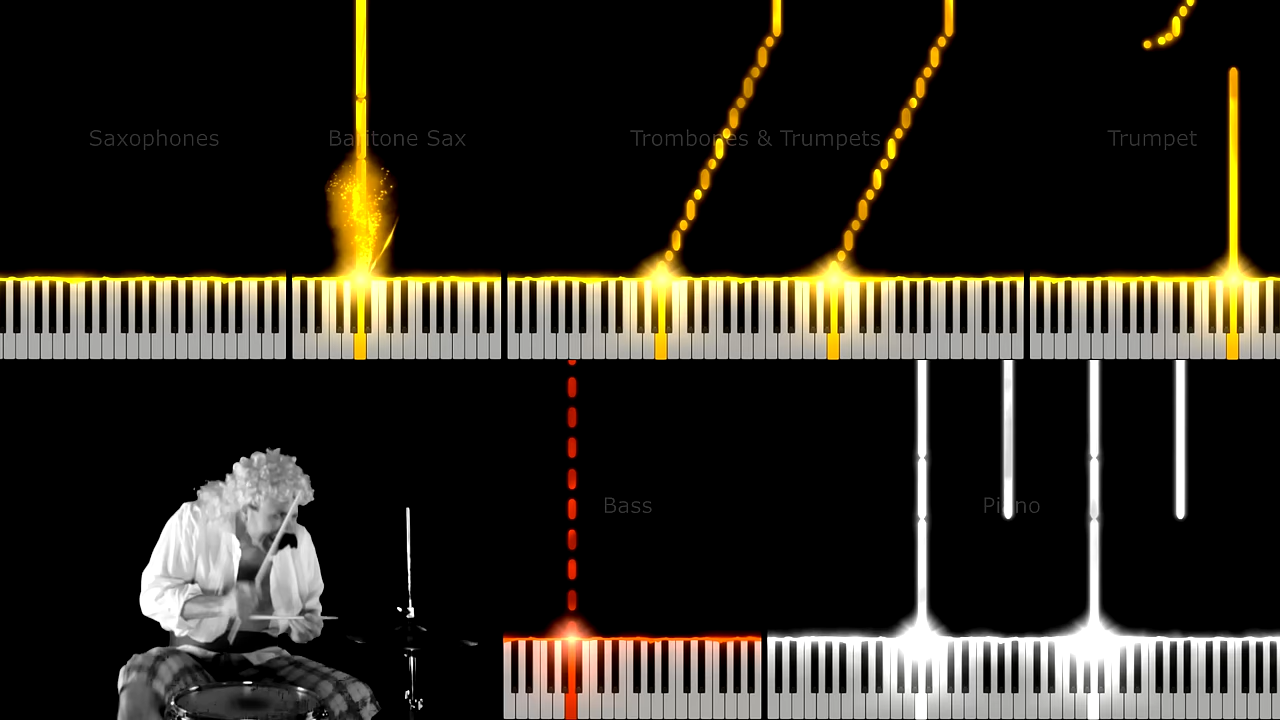 Saxophones
Baritone Sax
Trombones & Trumpets
Trumpet
Bass
Piano